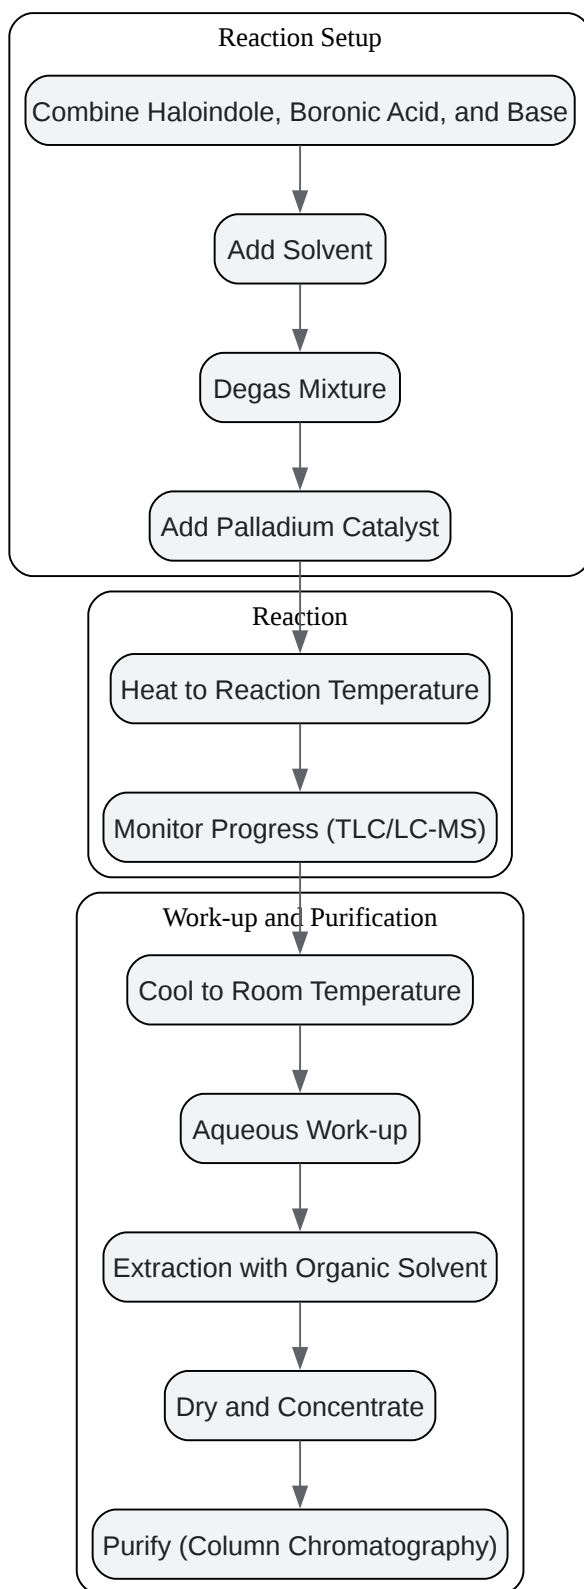 Reaction Setup
Combine Haloindole, Boronic Acid, and Base
Add Solvent
Degas Mixture
Add Palladium Catalyst
Reaction
Heat to Reaction Temperature
Monitor Progress (TLC/LC-MS)
Work-up and Purification
Cool to Room Temperature
Aqueous Work-up
Extraction with Organic Solvent
Dry and Concentrate
Purify (Column Chromatography)